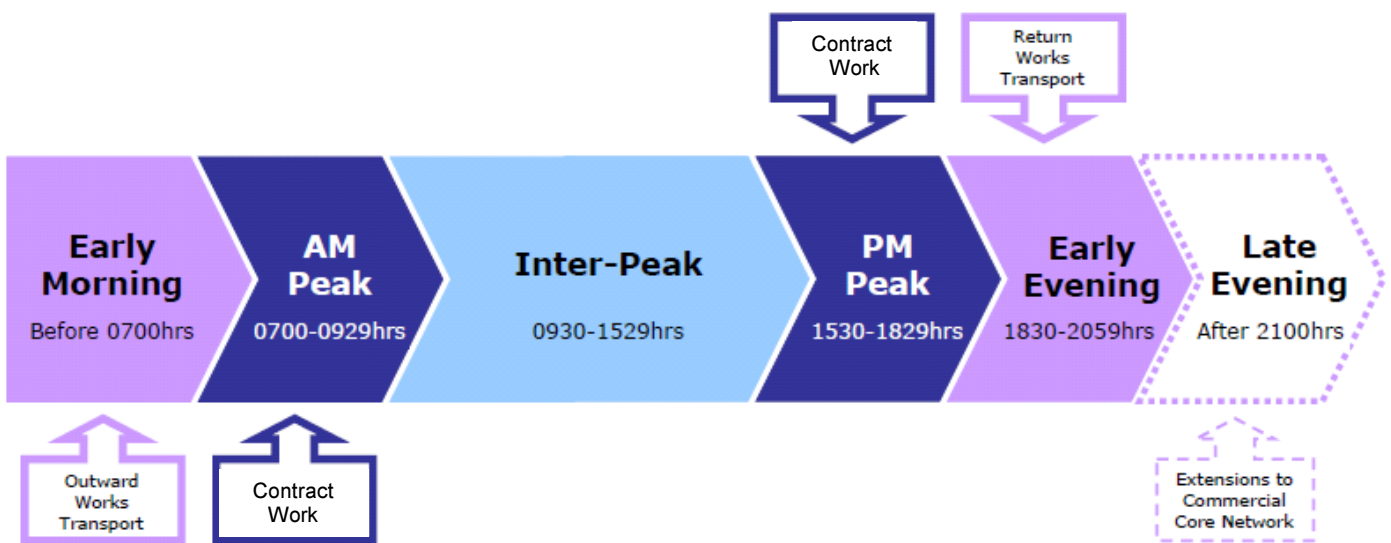 Contract
Work
Return
Works
Transport
Early
Morning
Before 0700hrs
AM
Peak
0700-0929hrs
Inter-Peak
0930-1529hrs
PM
Peak
1530-1829hrs
Early
Evening
1830-2059hrs
Late
Evening
After 2100hrs
Outward
Works
Transport
Contract
Work
Extensions to
Commercial
Core Network